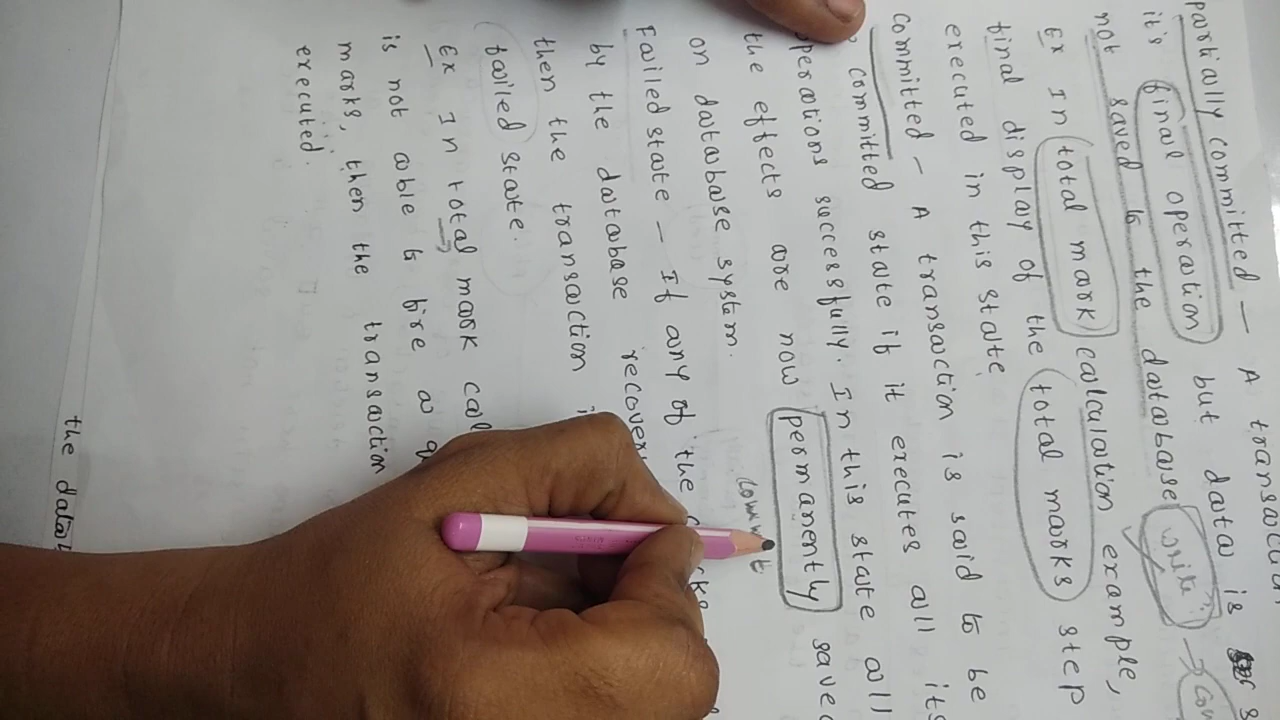 partially committed - A transaction
it's final operation but data is
not saved to the database write →
Ex In total mark calculation example,
final display of the total marks step
executed in this state
committed - A transaction is said to be
committed state if it executes all its
operations successfully. In this state all
the effects are now permanently saved
commit
on database system.
Failed state - If any of the
by the database
then the transaction
failed state.
Ex In total mark
is not able to fire a
marks, then the transaction
executed.
the